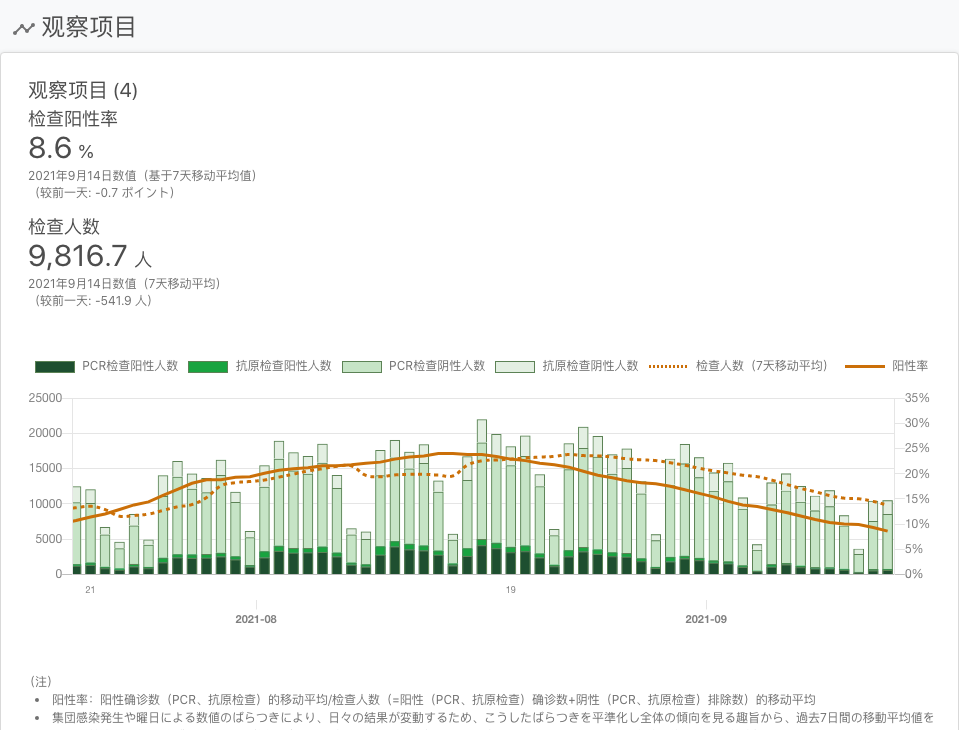 观察项目
观察项目 (4)
检查阳性率
8.6 %
2021年9月14日数值（基于7天移动平均值)
（较前一天: -0.7 ポイント）
检查人数
9,816.7 人
2021年9月14日数值（7天移动平均)
（较前一天: -541.9 人）
PCR检查阳性人数 抗原检查阳性人数 PCR检查阴性人数 抗原检查阴性人数 检查人数（7天移动平均) 阳性率
25000 35%
30%
20000
25%
15000 20%
15%
10000
10%
5000
5%
0 0%
21 19
2021-08 2021-09
（注）
• 阳性率：阳性确诊数（PCR、抗原检查）的移动平均/检查人数（=阳性（PCR、抗原检查）确诊数+阴性（PCR、抗原检查）排除数）的移动平均
• 集団感染発生や曜日による数値のばらつきにより、日々の結果が変動するため、こうしたばらつきを平準化し全体の傾向を見る趣旨から、過去7日間の移動平均値を